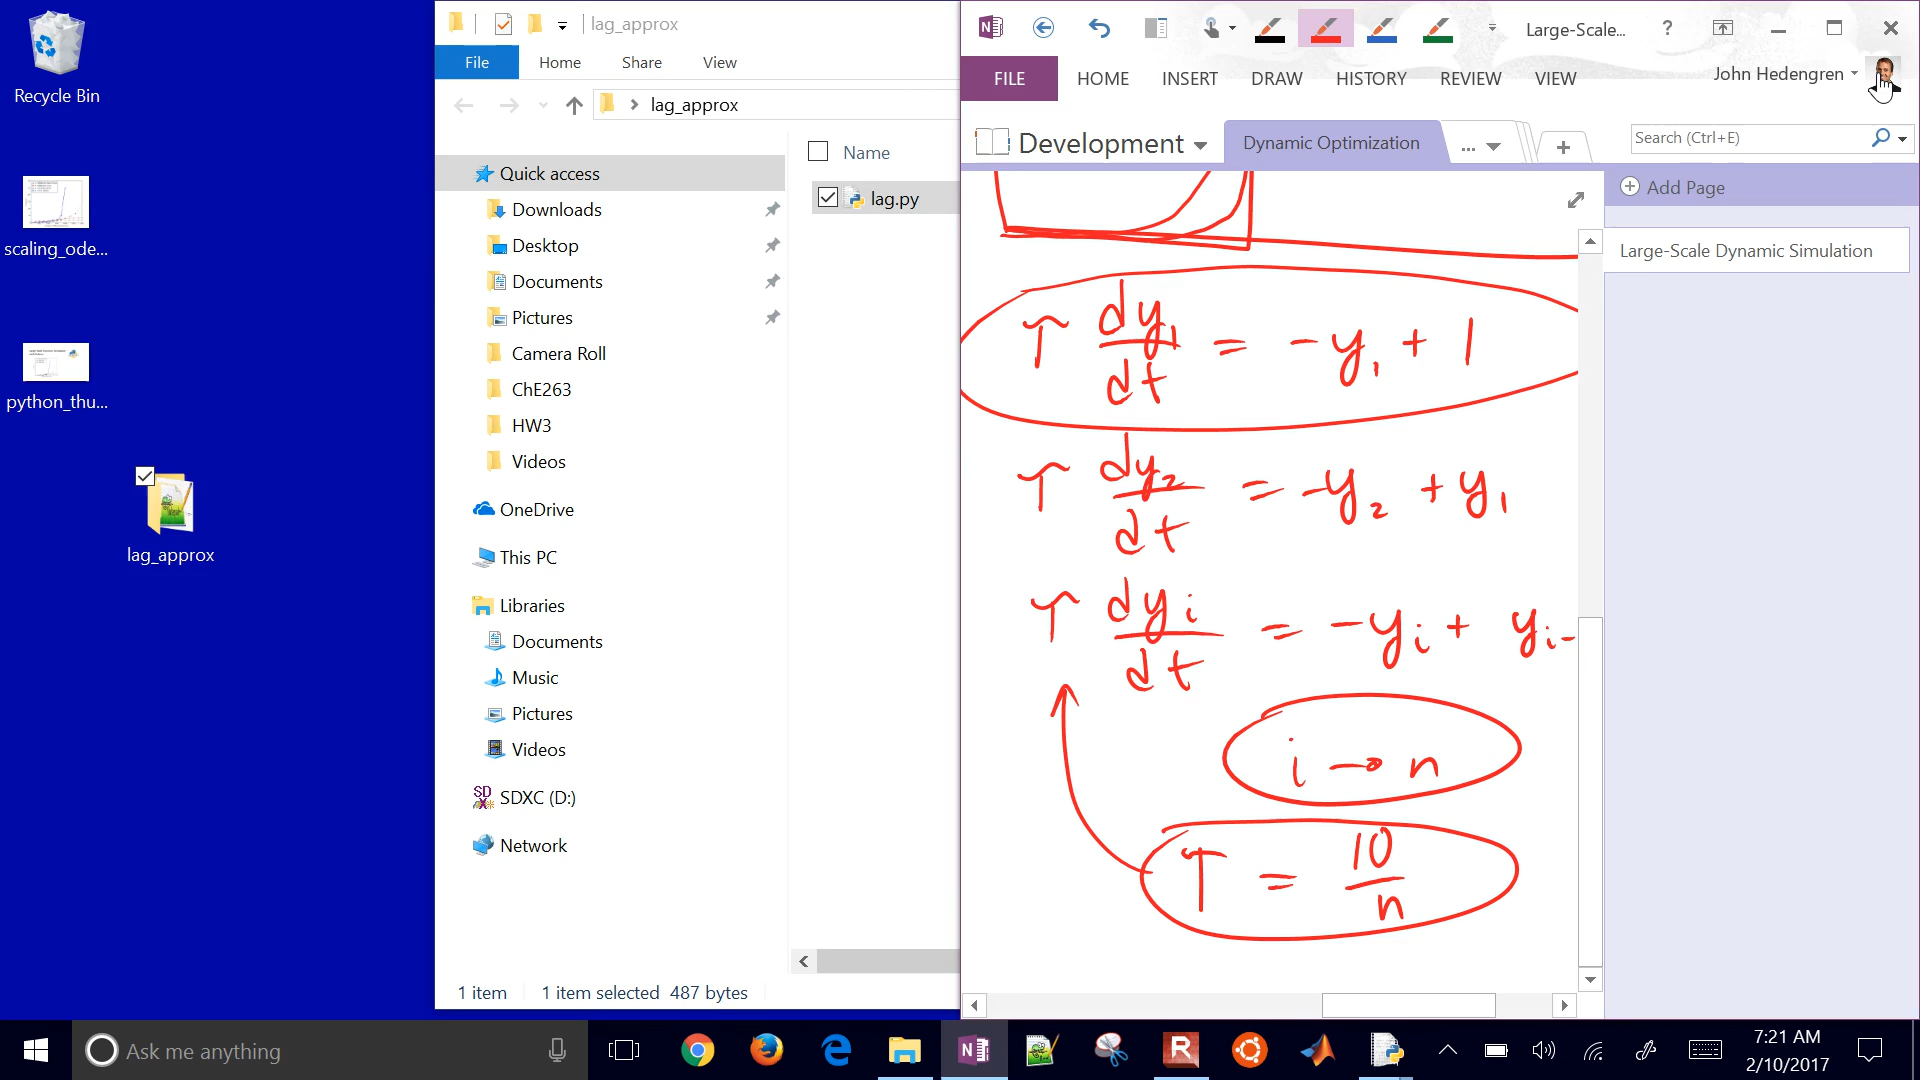 Recycle Bin
scaling_ode...
python_thu...
lag_approx
lag_approx
File
Home
Share
View
lag_approx
Name
lag.py
Quick access
Downloads
Desktop
Documents
Pictures
Camera Roll
ChE263
HW3
Videos
OneDrive
This PC
Libraries
Documents
Music
Pictures
Videos
SDXC (D:)
Network
1 item
1 item selected 487 bytes
Large-Scale...
?
FILE
HOME
INSERT
DRAW
HISTORY
REVIEW
VIEW
John Hedengren
Development
Dynamic Optimization
...
Search (Ctrl+E)
Add Page
Large-Scale Dynamic Simulation
τ dy₁/dt = -y₁ + 1
τ dy₂/dt = -y₂ + y₁
τ dyᵢ/dt = -yᵢ + yᵢ₋
i → n
τ = 10/n
Ask me anything
7:21 AM
2/10/2017